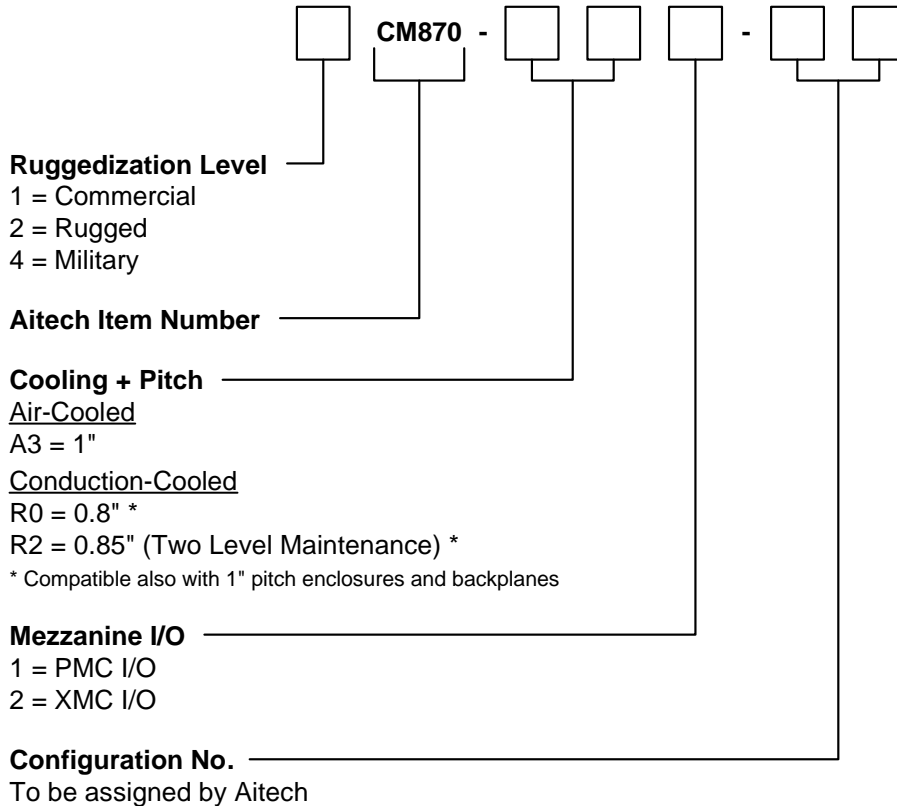 CM870 - -
Ruggedization Level
1 = Commercial
2 = Rugged
4 = Military
Aitech Item Number
Cooling + Pitch
Air-Cooled
A3 = 1"
Conduction-Cooled
R0 = 0.8" *
R2 = 0.85" (Two Level Maintenance) *
* Compatible also with 1" pitch enclosures and backplanes
Mezzanine I/O
1 = PMC I/O
2 = XMC I/O
Configuration No.
To be assigned by Aitech